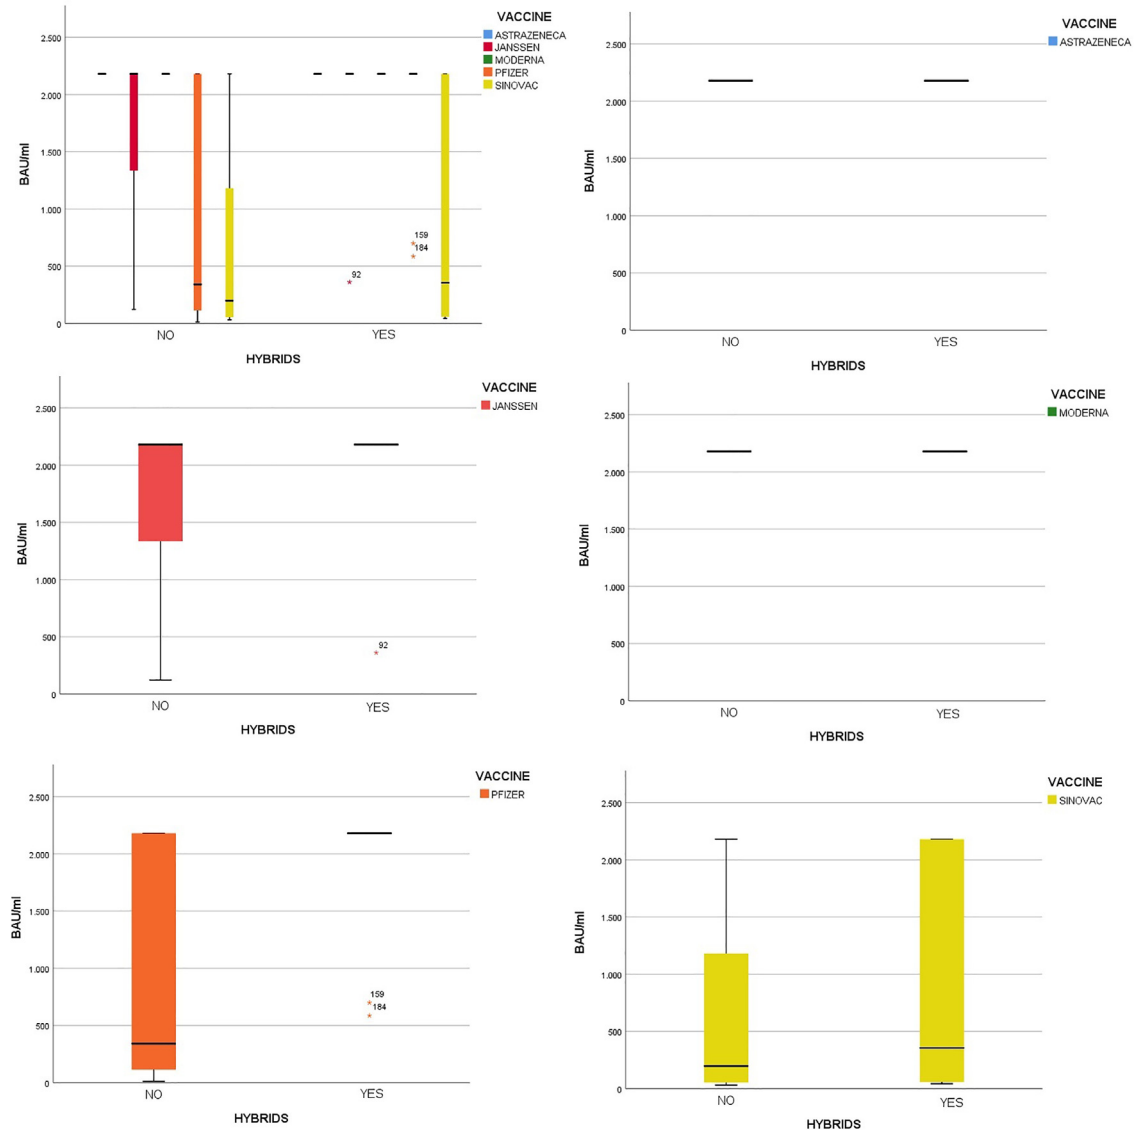 VACCINE
ASTRAZENECA
JANSSEN
MODERNA
PFIZER
SINOVAC
2.500
2.000
1.500
1.000
500
0
BAU/ml
159
184
92
NO
YES
HYBRIDS
VACCINE
ASTRAZENECA
2.500
2.000
1.500
1.000
500
0
BAU/ml
NO
YES
HYBRIDS
VACCINE
JANSSEN
2.500
2.000
1.500
1.000
500
0
BAU/ml
92
NO
YES
HYBRIDS
VACCINE
MODERNA
2.500
2.000
1.500
1.000
500
0
BAU/ml
NO
YES
HYBRIDS
VACCINE
PFIZER
2.500
2.000
1.500
1.000
500
0
BAU/ml
159
184
NO
YES
HYBRIDS
VACCINE
SINOVAC
2.500
2.000
1.500
1.000
500
0
BAU/ml
NO
YES
HYBRIDS